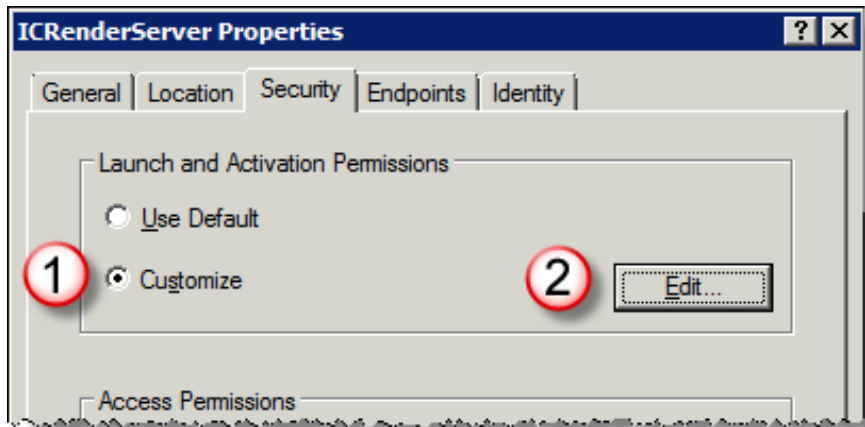 ICRenderServer Properties ? X
General Location Security Endpoints Identity
Launch and Activation Permissions
Use Default
1 Customize 2 Edit...
Access Permissions